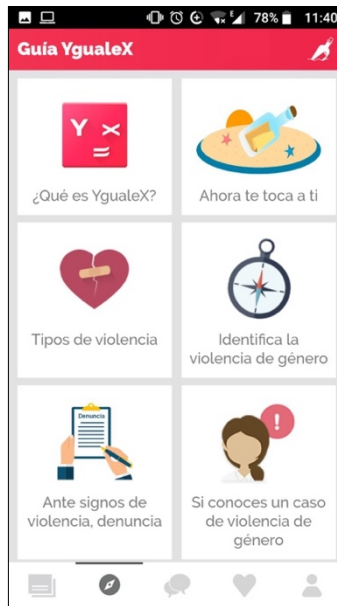 78% 11:40
Guía YgualeX
Y X
=
¿Qué es YgualeX?
Ahora te toca a ti
Tipos de violencia
Identifica la
violencia de género
Denuncia
Ante signos de
violencia, denuncia
!
Si conoces un caso
de violencia de
género